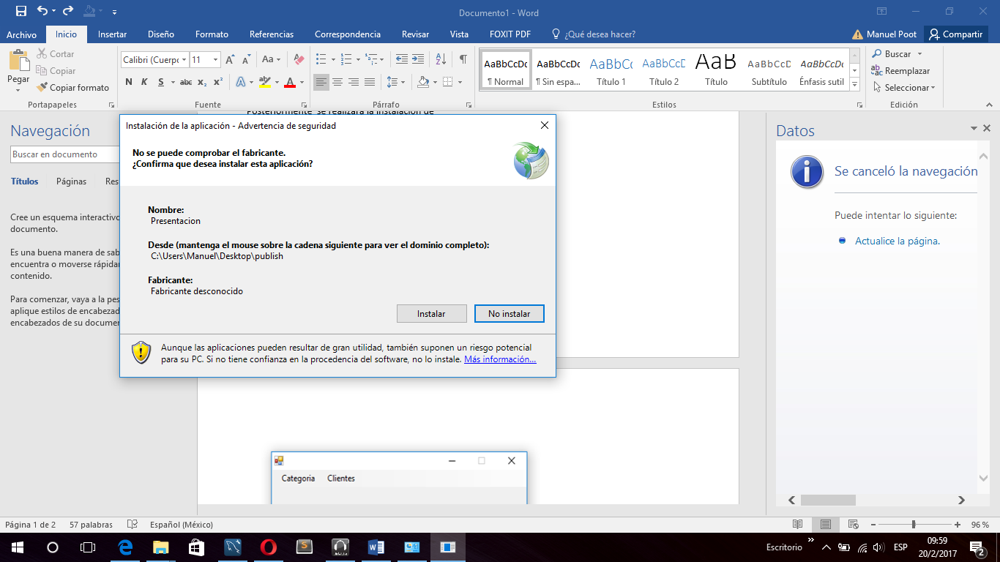 Documento1 - Word
Archivo Inicio Insertar Diseño Formato Referencias Correspondencia Revisar Vista FOXIT PDF ¿Qué desea hacer? Manuel Poot Compartir
Pegar
Cortar
Copiar
Copiar formato
Portapapeles
Calibri (Cuerp 11
N K S abc x₂ x²
Fuente
Párrafo
AaBbCcDc AaBbCcDc AaBbCc AaBbCcD AaB AaBbCcD AaBbCcDc
¶ Normal ¶ Sin espa... Título 1 Título 2 Título Subtítulo Énfasis sutil
Estilos
Buscar
Reemplazar
Seleccionar
Edición
Navegación
Buscar en documento
Títulos Páginas Res
Cree un esquema interactivo
documento.
Es una buena manera de sab
encuentra o moverse rápidar
contenido.
Para comenzar, vaya a la pes
aplique estilos de encabezad
encabezados de su documer
Posteriormente se realizara la instalación de
Instalación de la aplicación - Advertencia de seguridad
No se puede comprobar el fabricante.
¿Confirma que desea instalar esta aplicación?
Nombre:
Presentacion
Desde (mantenga el mouse sobre la cadena siguiente para ver el dominio completo):
C:\Users\Manuel\Desktop\publish
Fabricante:
Fabricante desconocido
Instalar No instalar
Aunque las aplicaciones pueden resultar de gran utilidad, también suponen un riesgo potencial
para su PC. Si no tiene confianza en la procedencia del software, no lo instale. Más información...
Categoria Clientes
Datos
Se canceló la navegación
Puede intentar lo siguiente:
Actualice la página.
Página 1 de 2 57 palabras Español (México) 96 %
Escritorio ESP
09:59
20/2/2017
2